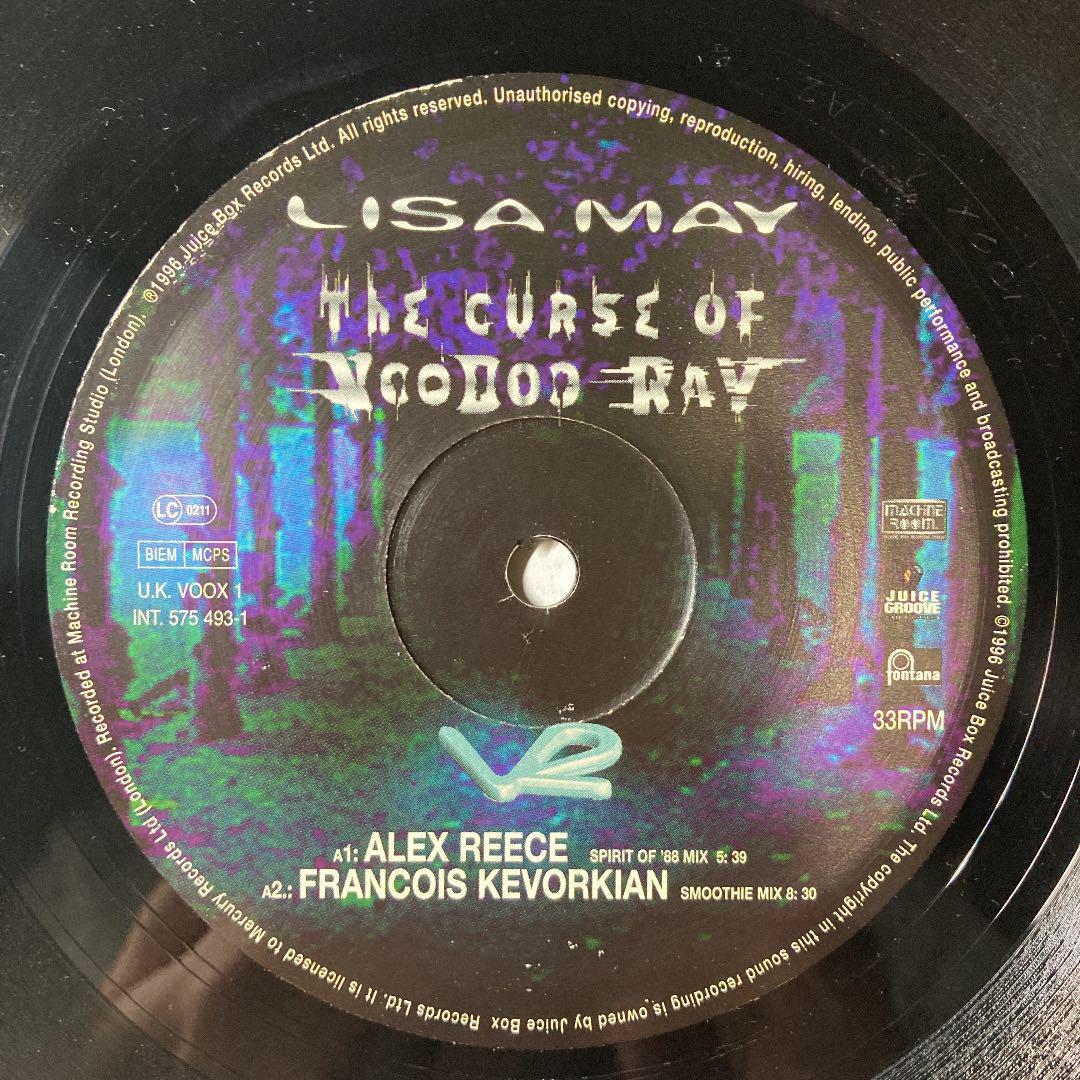 LISA MAY
THE CURSE OF
VOODOO RAY
LC 0211
BIEM MCPS
U.K. VOOX 1
INT. 575 493-1
MACHINE
ROOM
JUICE
GROOVE
fontana
33RPM
V2
A1: ALEX REECE SPIRIT OF '88 MIX 5: 39
A2.: FRANCOIS KEVORKIAN SMOOTHIE MIX 8: 30
℗1996 Juice Box Records Ltd. All rights reserved. Unauthorised copying, reproduction, hiring, lending, public performance and broadcasting prohibited. ©1996 Juice Box Records Ltd. The copyright in this sound recording is owned by Juice Box Records Ltd. It is licensed to Mercury Records Ltd (London). Recorded at Machine Room Recording Studio (London).
A2